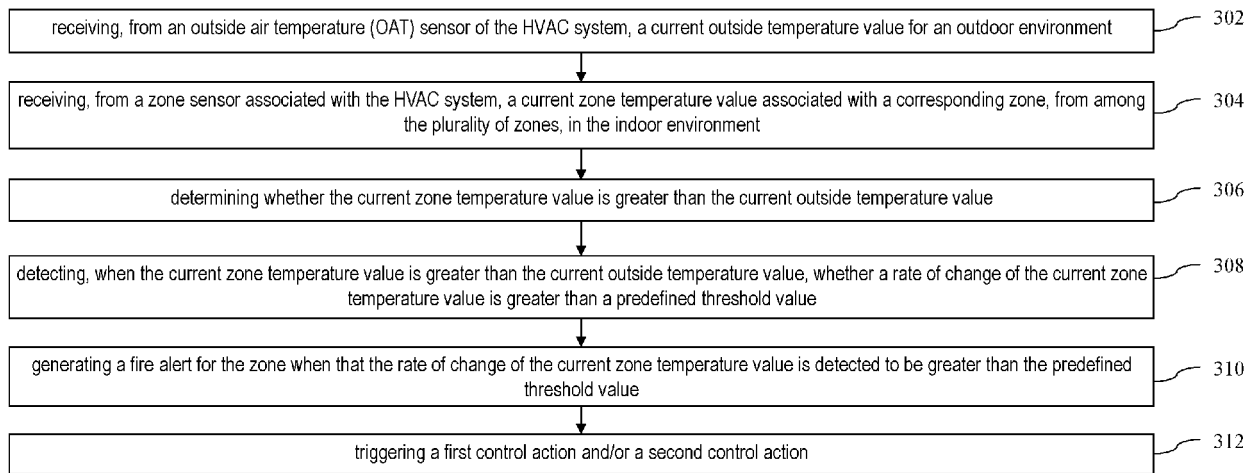 receiving, from an outside air temperature (OAT) sensor of the HVAC system, a current outside temperature value for an outdoor environment
302
receiving, from a zone sensor associated with the HVAC system, a current zone temperature value associated with a corresponding zone, from among
the plurality of zones, in the indoor environment
304
determining whether the current zone temperature value is greater than the current outside temperature value
306
detecting, when the current zone temperature value is greater than the current outside temperature value, whether a rate of change of the current zone
temperature value is greater than a predefined threshold value
308
generating a fire alert for the zone when that the rate of change of the current zone temperature value is detected to be greater than the predefined
threshold value
310
triggering a first control action and/or a second control action
312